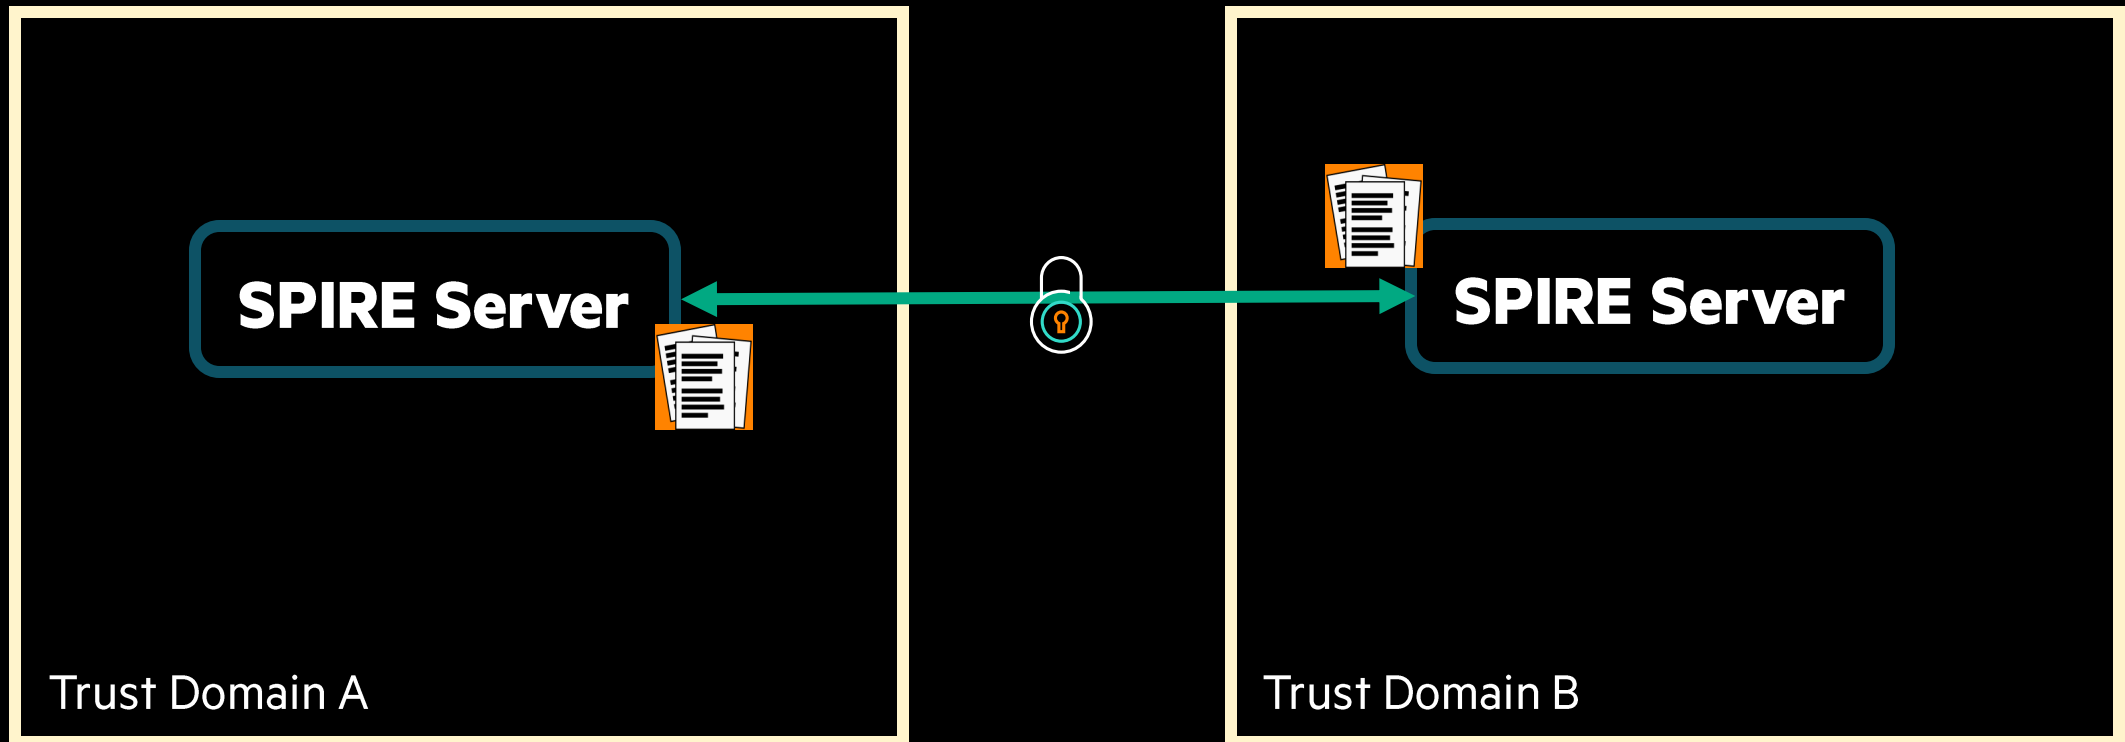 SPIRE Server
SPIRE Server
Trust Domain A
Trust Domain B